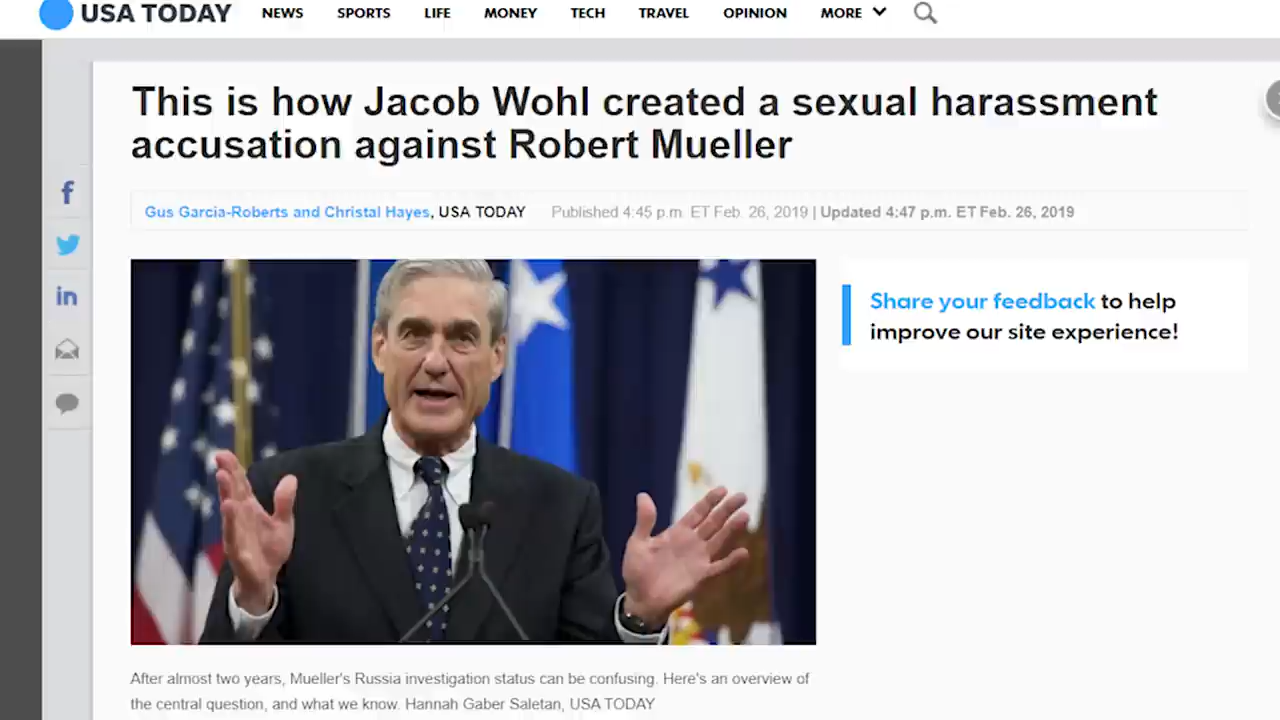 USA TODAY NEWS SPORTS LIFE MONEY TECH TRAVEL OPINION MORE
This is how Jacob Wohl created a sexual harassment
accusation against Robert Mueller
Gus Garcia-Roberts and Christal Hayes, USA TODAY Published 4:45 p.m. ET Feb. 26, 2019 | Updated 4:47 p.m. ET Feb. 26, 2019
Share your feedback to help
improve our site experience!
After almost two years, Mueller's Russia investigation status can be confusing. Here's an overview of
the central question, and what we know. Hannah Gaber Saletan, USA TODAY